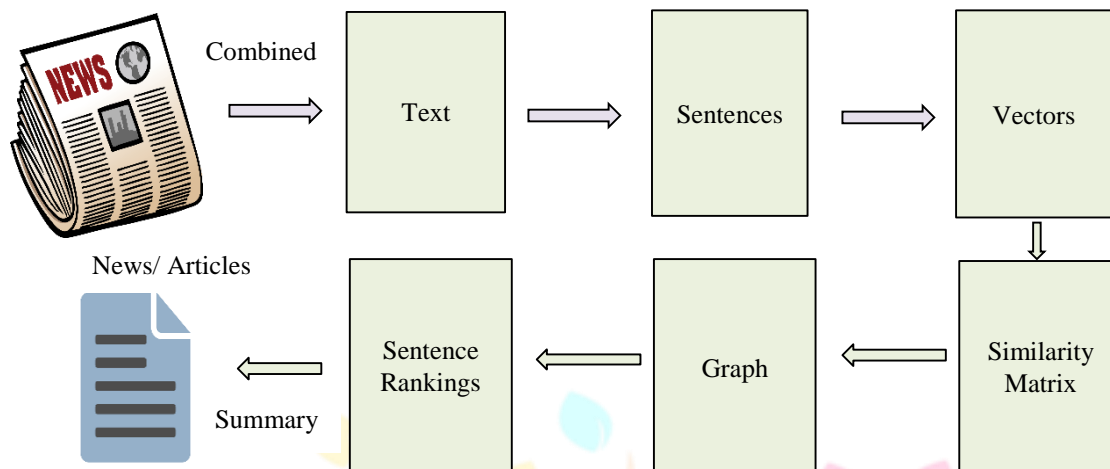 Combined
NEWS
Text
Sentences
Vectors
News/ Articles
Similarity
Matrix
Graph
Sentence
Rankings
Summary